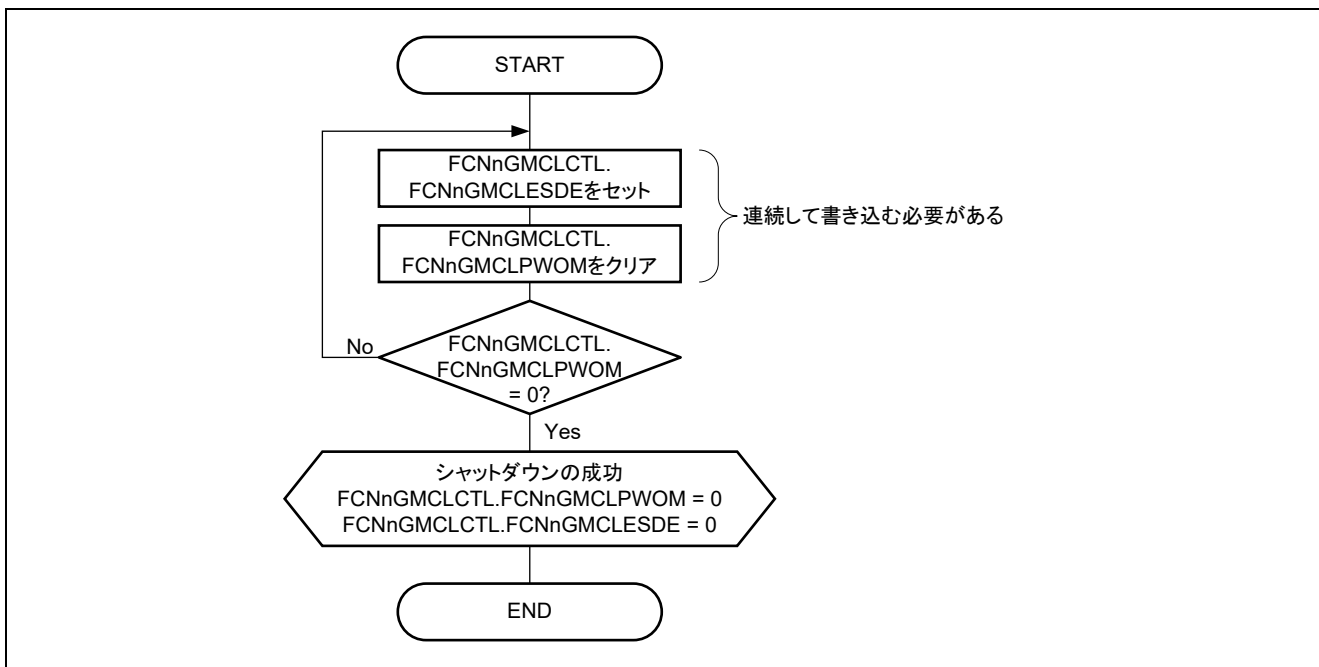 START
FCNnGMCLCTL.
FCNnGMCLESDEをセット
連続して書き込む必要がある
FCNnGMCLCTL.
FCNnGMCLPWOMをクリア
FCNnGMCLCTL.
FCNnGMCLPWOM
= 0?
No
Yes
シャットダウンの成功
FCNnGMCLCTL.FCNnGMCLPWOM = 0
FCNnGMCLCTL.FCNnGMCLESDE = 0
END